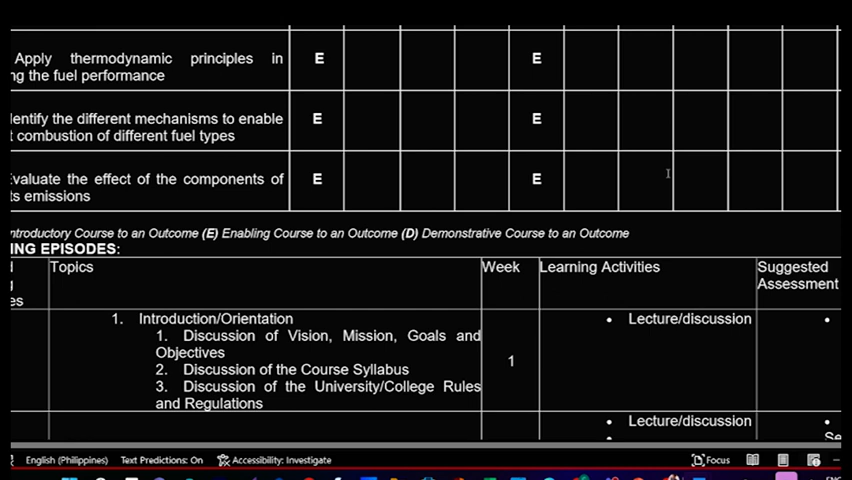 Apply thermodynamic principles in E E
ng the fuel performance
dentify the different mechanisms to enable E E
t combustion of different fuel types
Evaluate the effect of the components of E E
ts emissions
ntroductory Course to an Outcome (E) Enabling Course to an Outcome (D) Demonstrative Course to an Outcome
ING EPISODES:
d Topics Week Learning Activities Suggested
g Assessment
es
1. Introduction/Orientation
1. Discussion of Vision, Mission, Goals and
Objectives
2. Discussion of the Course Syllabus
3. Discussion of the University/College Rules
and Regulations
1
• Lecture/discussion •
• Lecture/discussion •
• Se
English (Philippines) Text Predictions: On Accessibility: Investigate Focus
ENG